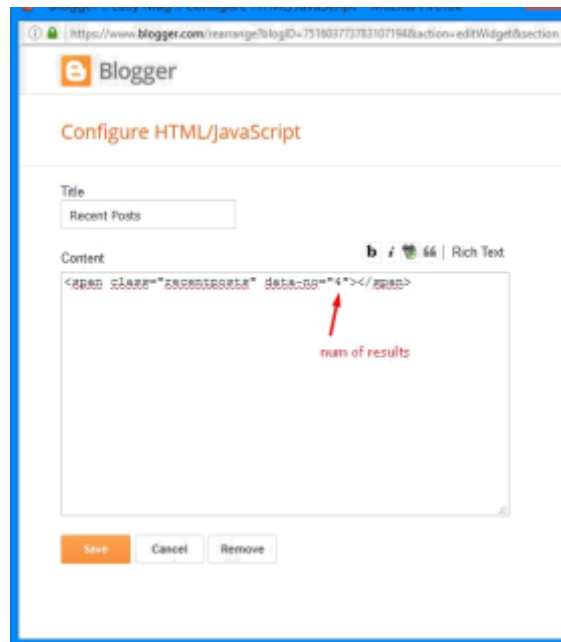 https://www.blogger.com/rearrange?blogID=7516037737831071948&action=editWidget&section
Blogger
Configure HTML/JavaScript
Title
Recent Posts
Content
b i 66 | Rich Text
<span class="recentposts" data-no="4"></span>
num of results
Save Cancel Remove